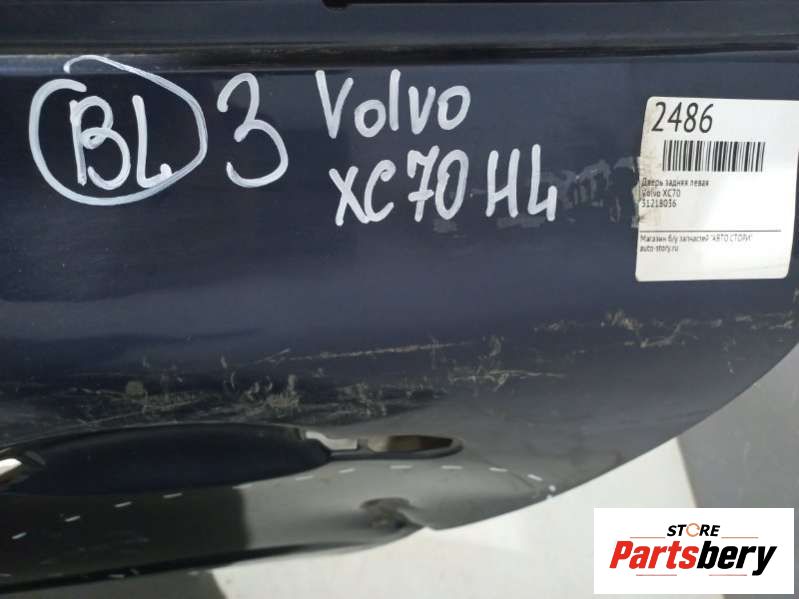 BL 3 Volvo
XC70 H4
2486
Дверь задняя левая
Volvo XC70
31218036
Магазин б/у запчастей "АВТО СТОРИ"
auto-story.ru
STORE
Partsbery